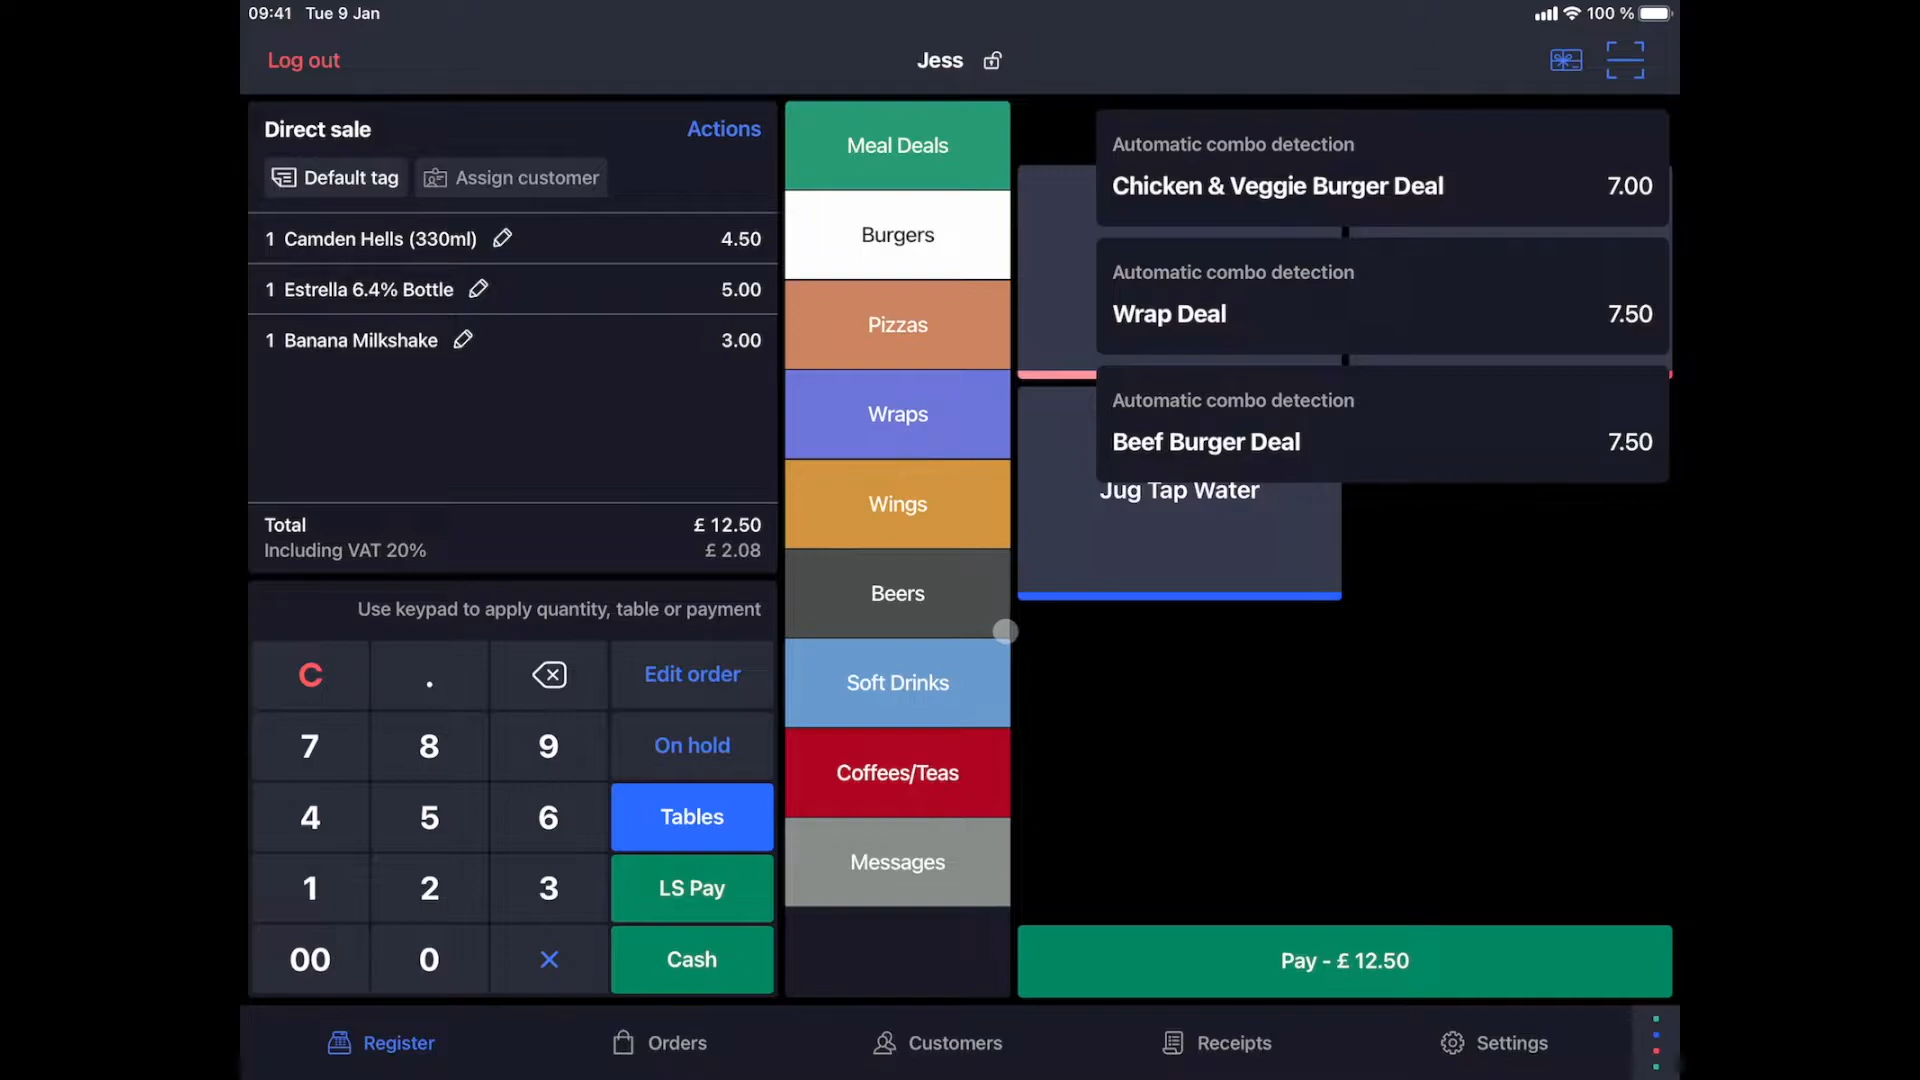 09:41 Tue 9 Jan
100 %
Log out
Jess
Direct sale
Actions
Default tag
Assign customer
1 Camden Hells (330ml) 4.50
1 Estrella 6.4% Bottle 5.00
1 Banana Milkshake 3.00
Total £ 12.50
Including VAT 20% £ 2.08
Use keypad to apply quantity, table or payment
C . Edit order
7 8 9 On hold
4 5 6 Tables
1 2 3 LS Pay
00 0 × Cash
Meal Deals
Burgers
Pizzas
Wraps
Wings
Beers
Soft Drinks
Coffees/Teas
Messages
Automatic combo detection
Chicken & Veggie Burger Deal 7.00
Automatic combo detection
Wrap Deal 7.50
Automatic combo detection
Beef Burger Deal 7.50
Jug Tap Water
Pay - £ 12.50
Register
Orders
Customers
Receipts
Settings